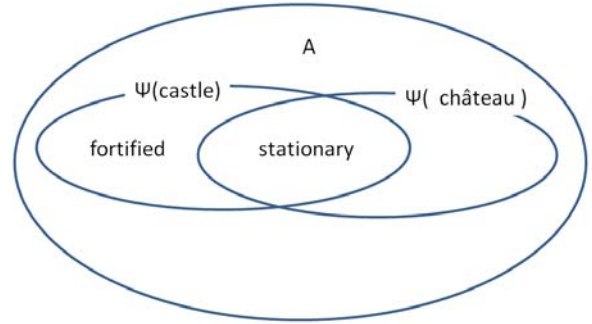 A
Ψ(castle)
Ψ( château )
fortified
stationary